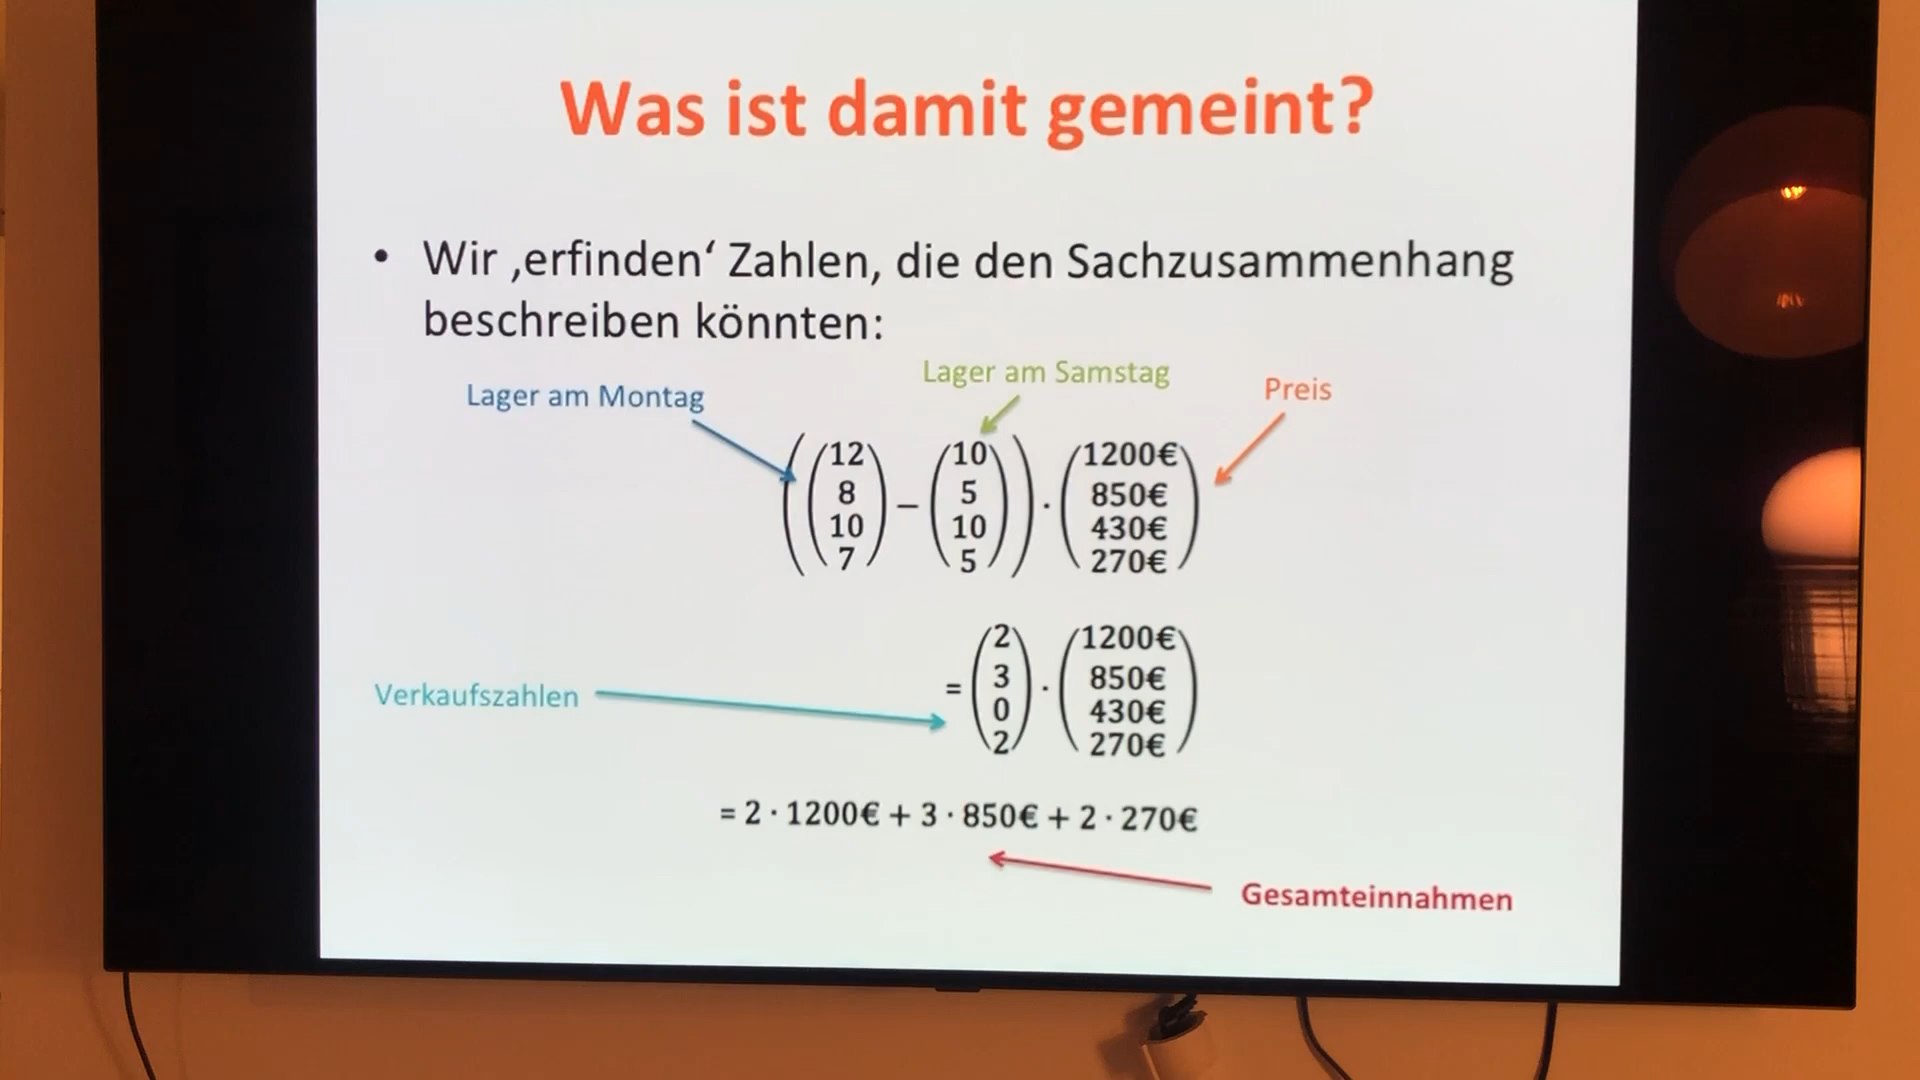 Was ist damit gemeint?
• Wir ‚erfinden‘ Zahlen, die den Sachzusammenhang
beschreiben könnten:
Lager am Samstag
Lager am Montag
Preis
((12 8 10 7) − (10 5 10 5)) · (1200€ 850€ 430€ 270€)
= (2 3 0 2) · (1200€ 850€ 430€ 270€)
Verkaufszahlen
= 2 · 1200€ + 3 · 850€ + 2 · 270€
Gesamteinnahmen